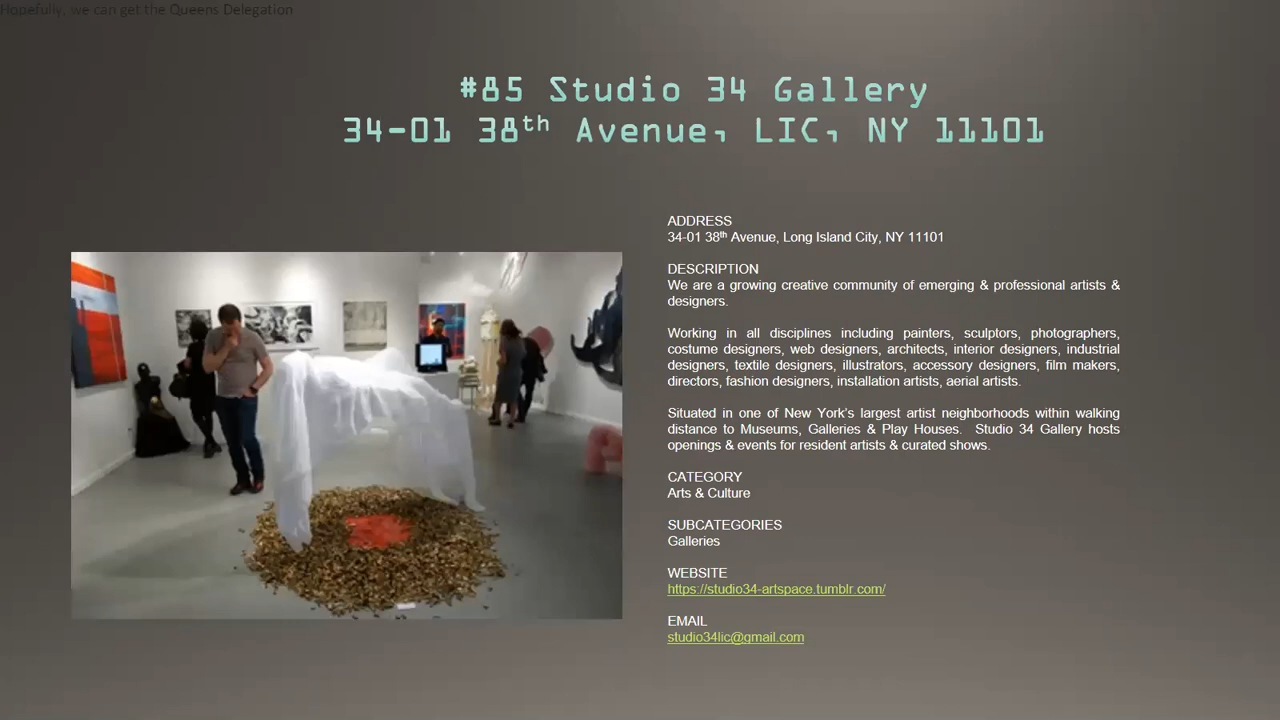 Hopefully, we can get the Queens Delegation
#85 Studio 34 Gallery
34-01 38th Avenue, LIC, NY 11101
ADDRESS
34-01 38th Avenue, Long Island City, NY 11101
DESCRIPTION
We are a growing creative community of emerging & professional artists &
designers.
Working in all disciplines including painters, sculptors, photographers,
costume designers, web designers, architects, interior designers, industrial
designers, textile designers, illustrators, accessory designers, film makers,
directors, fashion designers, installation artists, aerial artists.
Situated in one of New York's largest artist neighborhoods within walking
distance to Museums, Galleries & Play Houses. Studio 34 Gallery hosts
openings & events for resident artists & curated shows.
CATEGORY
Arts & Culture
SUBCATEGORIES
Galleries
WEBSITE
https://studio34-artspace.tumblr.com/
EMAIL
studio34lic@gmail.com